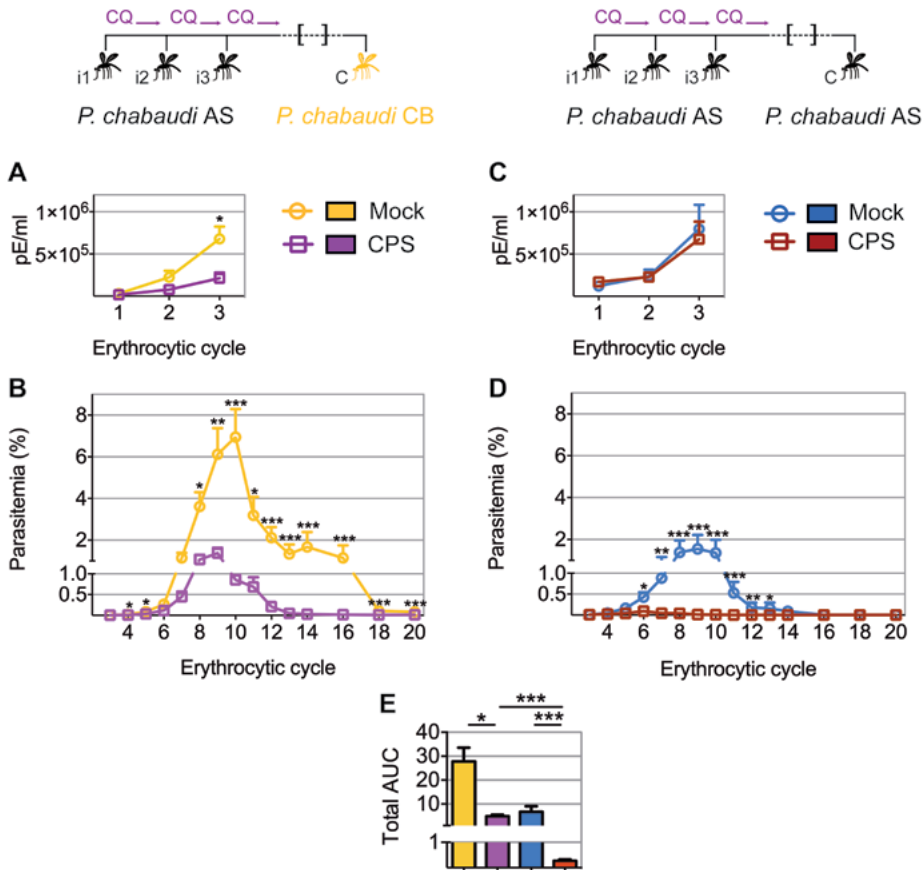 CQ CQ CQ
i1 i2 i3 [ ] C
P. chabaudi AS P. chabaudi CB
CQ CQ CQ
i1 i2 i3 [ ] C
P. chabaudi AS P. chabaudi AS
A
pE/ml
1×10⁶
5×10⁵
*
1 2 3
Erythrocytic cycle
Mock
CPS
C
pE/ml
1×10⁶
5×10⁵
1 2 3
Erythrocytic cycle
Mock
CPS
B
Parasitemia (%)
8
6
4
2
1.0
0.5
* * * ** *** * *** *** *** *** *** ***
4 6 8 10 12 14 16 18 20
Erythrocytic cycle
D
Parasitemia (%)
8
6
4
2
1.0
0.5
* ** *** *** *** *** ** *
4 6 8 10 12 14 16 18 20
Erythrocytic cycle
E
Total AUC
40
30
20
10
1
* *** ***